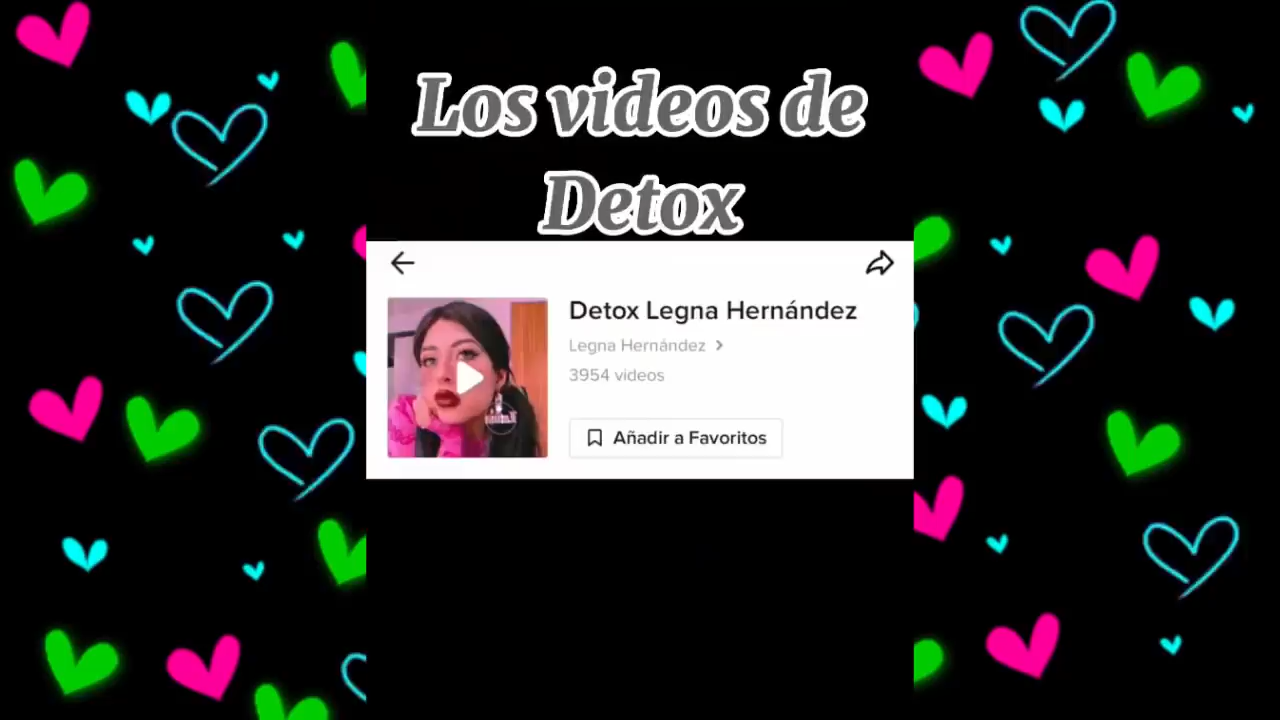 Los videos de
Detox
Detox Legna Hernández
Legna Hernández
3954 videos
Añadir a Favoritos